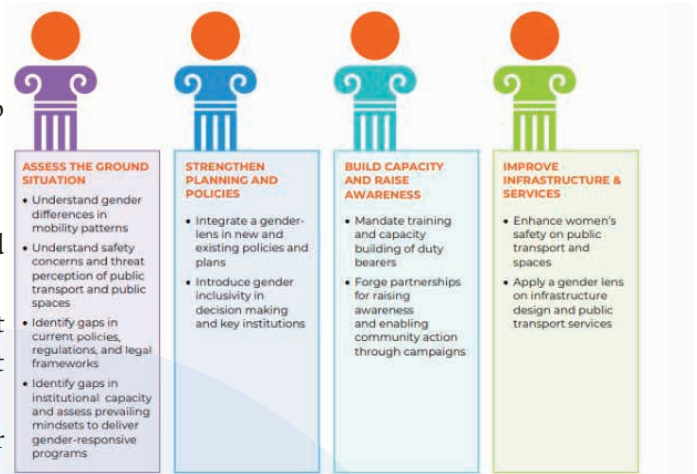 ASSESS THE GROUND
SITUATION
• Understand gender
differences in
mobility patterns
• Understand safety
concerns and threat
perception of public
transport and public
spaces
• Identify gaps in
current policies,
regulations, and legal
frameworks
• Identify gaps in
institutional capacity
and assess prevailing
mindsets to deliver
gender-responsive
programs
STRENGTHEN
PLANNING AND
POLICIES
• Integrate a gender-
lens in new and
existing policies and
plans
• Introduce gender
inclusivity in
decision making
and key institutions
BUILD CAPACITY
AND RAISE
AWARENESS
• Mandate training
and capacity
building of duty
bearers
• Forge partnerships
for raising
awareness
and enabling
community action
through campaigns
IMPROVE
INFRASTRUCTURE &
SERVICES
• Enhance women's
safety on public
transport and
spaces
• Apply a gender lens
on infrastructure
design and public
transport services